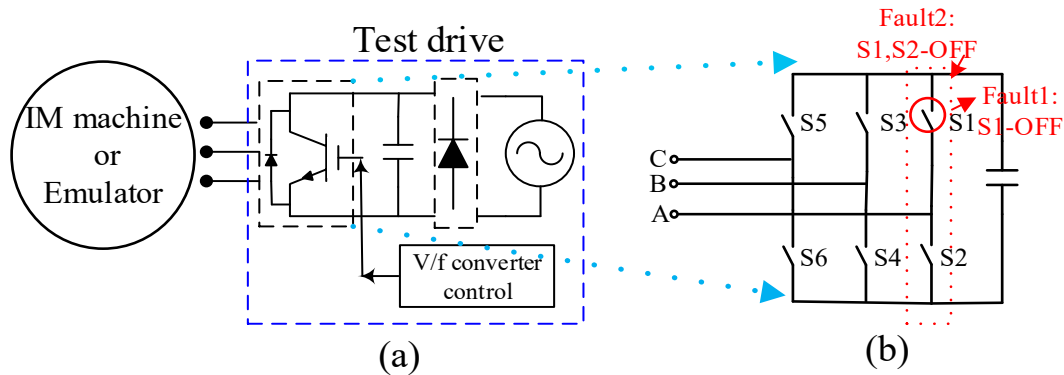 Test drive
IM machine
or
Emulator
V/f converter
control
(a)
Fault2:
S1,S2-OFF
Fault1:
S1-OFF
S5
S3
S1
C
B
A
S6
S4
S2
(b)